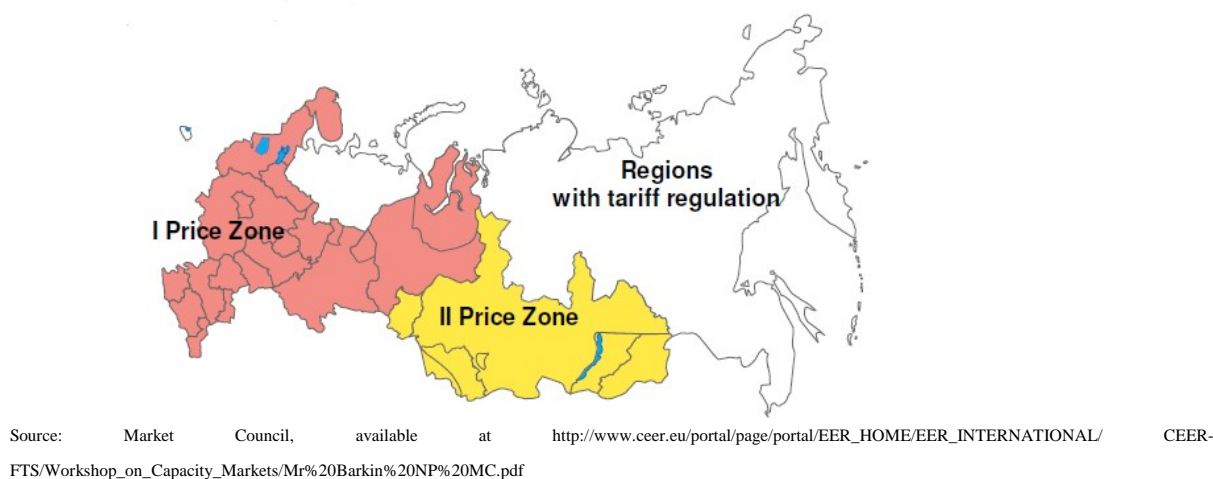 Regions
with tariff regulation
I Price Zone
II Price Zone
Source: Market Council, available at http://www.ceer.eu/portal/page/portal/EER_HOME/EER_INTERNATIONAL/ CEER-
FTS/Workshop_on_Capacity_Markets/Mr%20Barkin%20NP%20MC.pdf